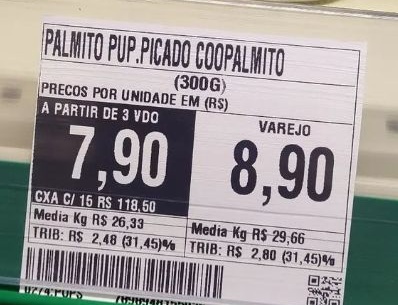 PALMITO PUP.PICADO COOPALMITO
(300G)
PREÇOS POR UNIDADE EM (R$)
A PARTIR DE 3 VDO
7,90
CXA C/ 15 R$ 118.50
Media Kg R$ 26,33
TRIB: R$ 2,48 (31,45)%
VAREJO
8,90
Media Kg R$ 29,66
TRIB: R$ 2,80 (31,45)%